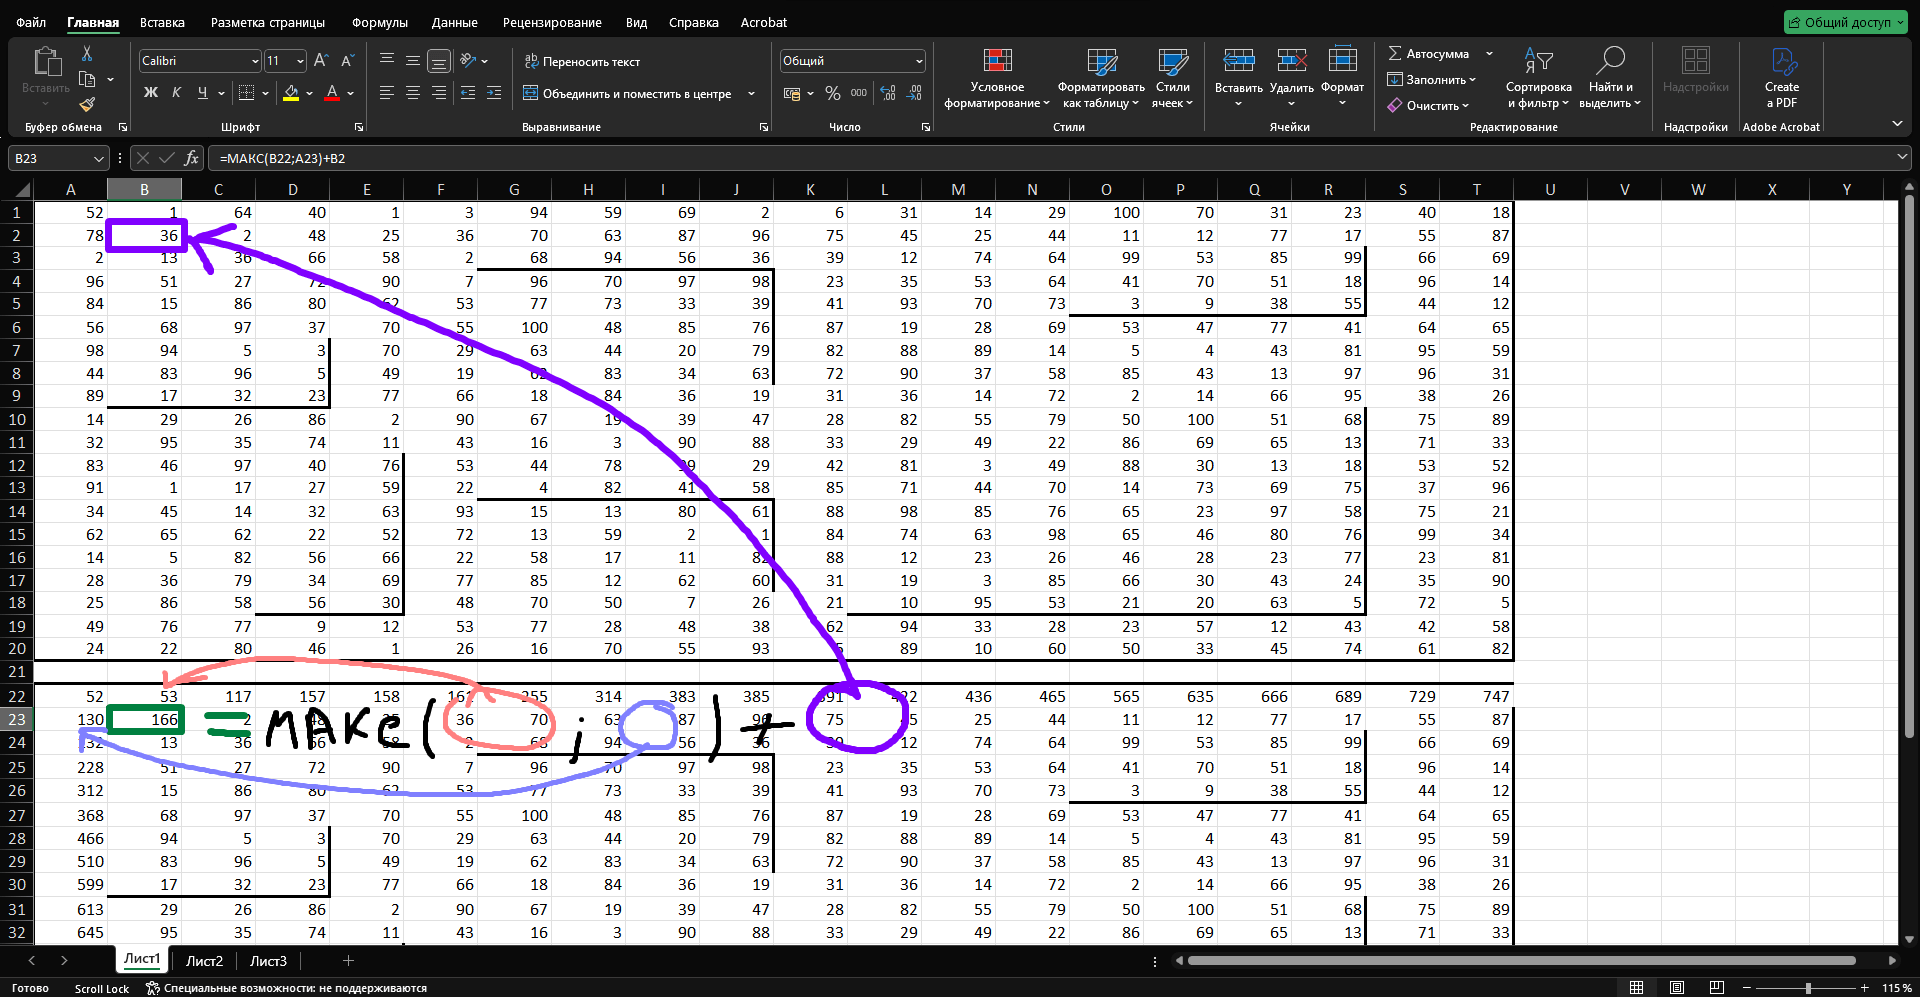 Файл Главная Вставка Разметка страницы Формулы Данные Рецензирование Вид Справка Acrobat Общий доступ
Calibri 11 Переносить текст Общий Автосумма
Вставить Ж К Ч Объединить и поместить в центре % 000 Условное форматирование Форматировать как таблицу Стили ячеек Вставить Удалить Формат Заполнить Очистить Сортировка и фильтр Найти и выделить Надстройки Create a PDF
Буфер обмена Шрифт Выравнивание Число Стили Ячейки Редактирование Надстройки Adobe Acrobat
B23 fx =МАКС(B22;A23)+B2
A B C D E F G H I J K L M N O P Q R S T U V W X Y
1 52 1 64 40 1 3 94 59 69 2 6 31 14 29 100 70 31 23 40 18
2 78 36 2 48 25 36 70 63 87 96 75 45 25 44 11 12 77 17 55 87
3 2 13 36 66 58 2 68 94 56 36 39 12 74 64 99 53 85 99 66 69
4 96 51 27 72 90 7 96 70 97 98 23 35 53 64 41 70 51 18 96 14
5 84 15 86 80 62 53 77 73 33 39 41 93 70 73 3 9 38 55 44 12
6 56 68 97 37 70 55 100 48 85 76 87 19 28 69 53 47 77 41 64 65
7 98 94 5 3 70 29 63 44 20 79 82 88 89 14 5 4 43 81 95 59
8 44 83 96 5 49 19 62 83 34 63 72 90 37 58 85 43 13 97 96 31
9 89 17 32 23 77 66 18 84 36 19 31 36 14 72 2 14 66 95 38 26
10 14 29 26 86 2 90 67 19 39 47 28 82 55 79 50 100 51 68 75 89
11 32 95 35 74 11 43 16 3 90 88 33 29 49 22 86 69 65 13 71 33
12 83 46 97 40 76 53 44 78 99 29 42 81 3 49 88 30 13 18 53 52
13 91 1 17 27 59 22 4 82 41 58 85 71 44 70 14 73 69 75 37 96
14 34 45 14 32 63 93 15 13 80 61 88 98 85 76 65 23 97 58 75 21
15 62 65 62 22 52 72 13 59 2 1 84 74 63 98 65 46 80 76 99 34
16 14 5 82 56 66 22 58 17 11 82 88 12 23 26 46 28 23 77 23 81
17 28 36 79 34 69 77 85 12 62 60 31 19 3 85 66 30 43 24 35 90
18 25 86 58 56 30 48 70 50 7 26 21 10 95 53 21 20 63 5 72 5
19 49 76 77 9 12 53 77 28 48 38 62 94 33 28 23 57 12 43 42 58
20 24 22 80 46 1 26 16 70 55 93 89 10 60 50 33 45 74 61 82
21
22 52 53 117 157 158 161 255 314 383 385 391 422 436 465 565 635 666 689 729 747
23 130 166 2 48 25 36 70 63 87 96 75 45 25 44 11 12 77 17 55 87
= МАКС( ; ) +
24 132 13 36 66 58 2 68 94 56 36 39 12 74 64 99 53 85 99 66 69
25 228 51 27 72 90 7 96 70 97 98 23 35 53 64 41 70 51 18 96 14
26 312 15 86 80 62 53 77 73 33 39 41 93 70 73 3 9 38 55 44 12
27 368 68 97 37 70 55 100 48 85 76 87 19 28 69 53 47 77 41 64 65
28 466 94 5 3 70 29 63 44 20 79 82 88 89 14 5 4 43 81 95 59
29 510 83 96 5 49 19 62 83 34 63 72 90 37 58 85 43 13 97 96 31
30 599 17 32 23 77 66 18 84 36 19 31 36 14 72 2 14 66 95 38 26
31 613 29 26 86 2 90 67 19 39 47 28 82 55 79 50 100 51 68 75 89
32 645 95 35 74 11 43 16 3 90 88 33 29 49 22 86 69 65 13 71 33
Лист1 Лист2 Лист3
Готово Scroll Lock Специальные возможности: не поддерживаются 115 %